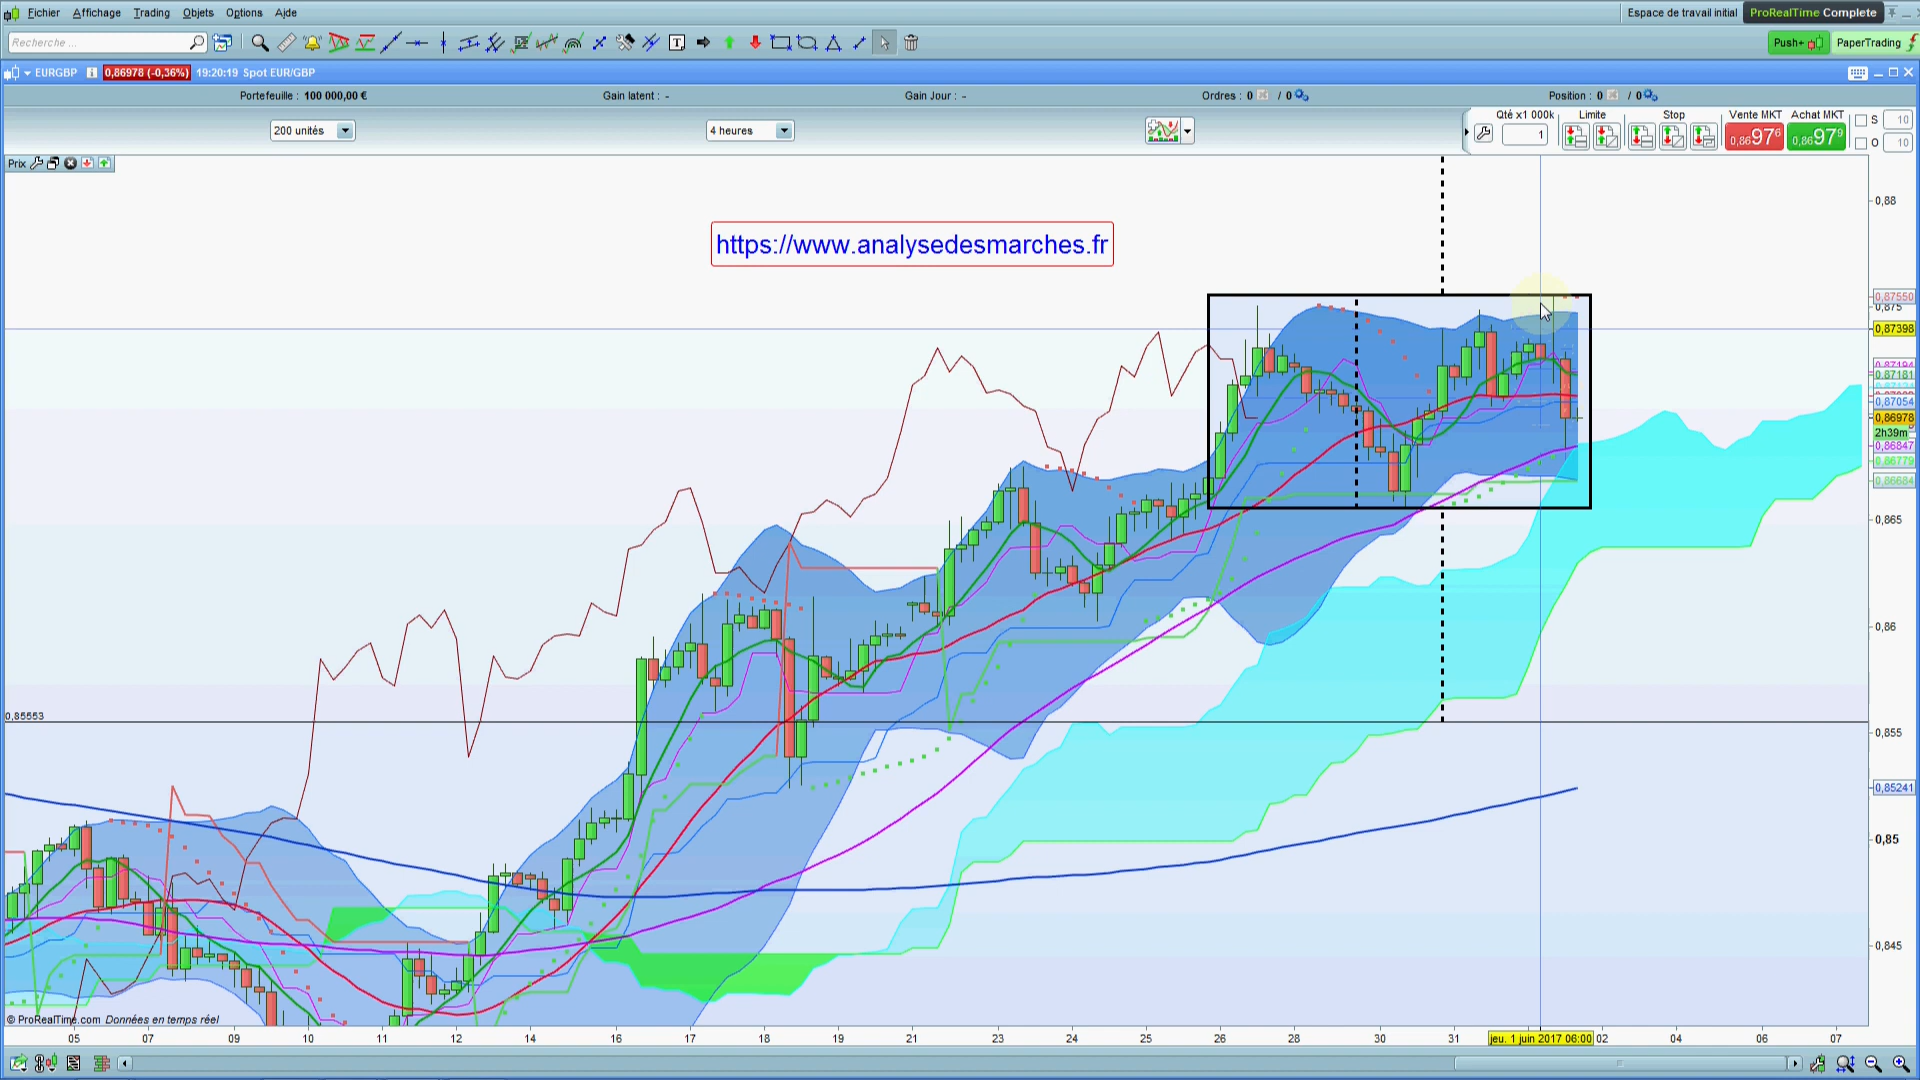 Fichier Affichage Trading Objets Options Aide
Espace de travail initial ProRealTime Complete
Recherche ...
Push+ PaperTrading
EURGBP 0,86978 (-0,36%) 19:20:19 Spot EUR/GBP
Portefeuille : 100 000,00 € Gain latent : - Gain Jour : - Ordres : 0 / 0 Position : 0 / 0
200 unités 4 heures
Qté x1 000k Limite Stop Vente MKT Achat MKT S 10
1 0,86976 0,86979 O 10
Prix
https://www.analysedesmarches.fr
0,88
0,87550
0,875
0,87398
0,87194
0,87181
0,87054
0,86978
2h39m
0,86847
0,86779
0,86684
0,865
0,86
0,85553
0,855
0,85241
0,85
0,845
© ProRealTime.com Données en temps réel
05 07 09 10 11 12 14 16 17 18 19 21 23 24 25 26 28 30 31 jeu. 1 juin 2017 06:00 02 04 06 07